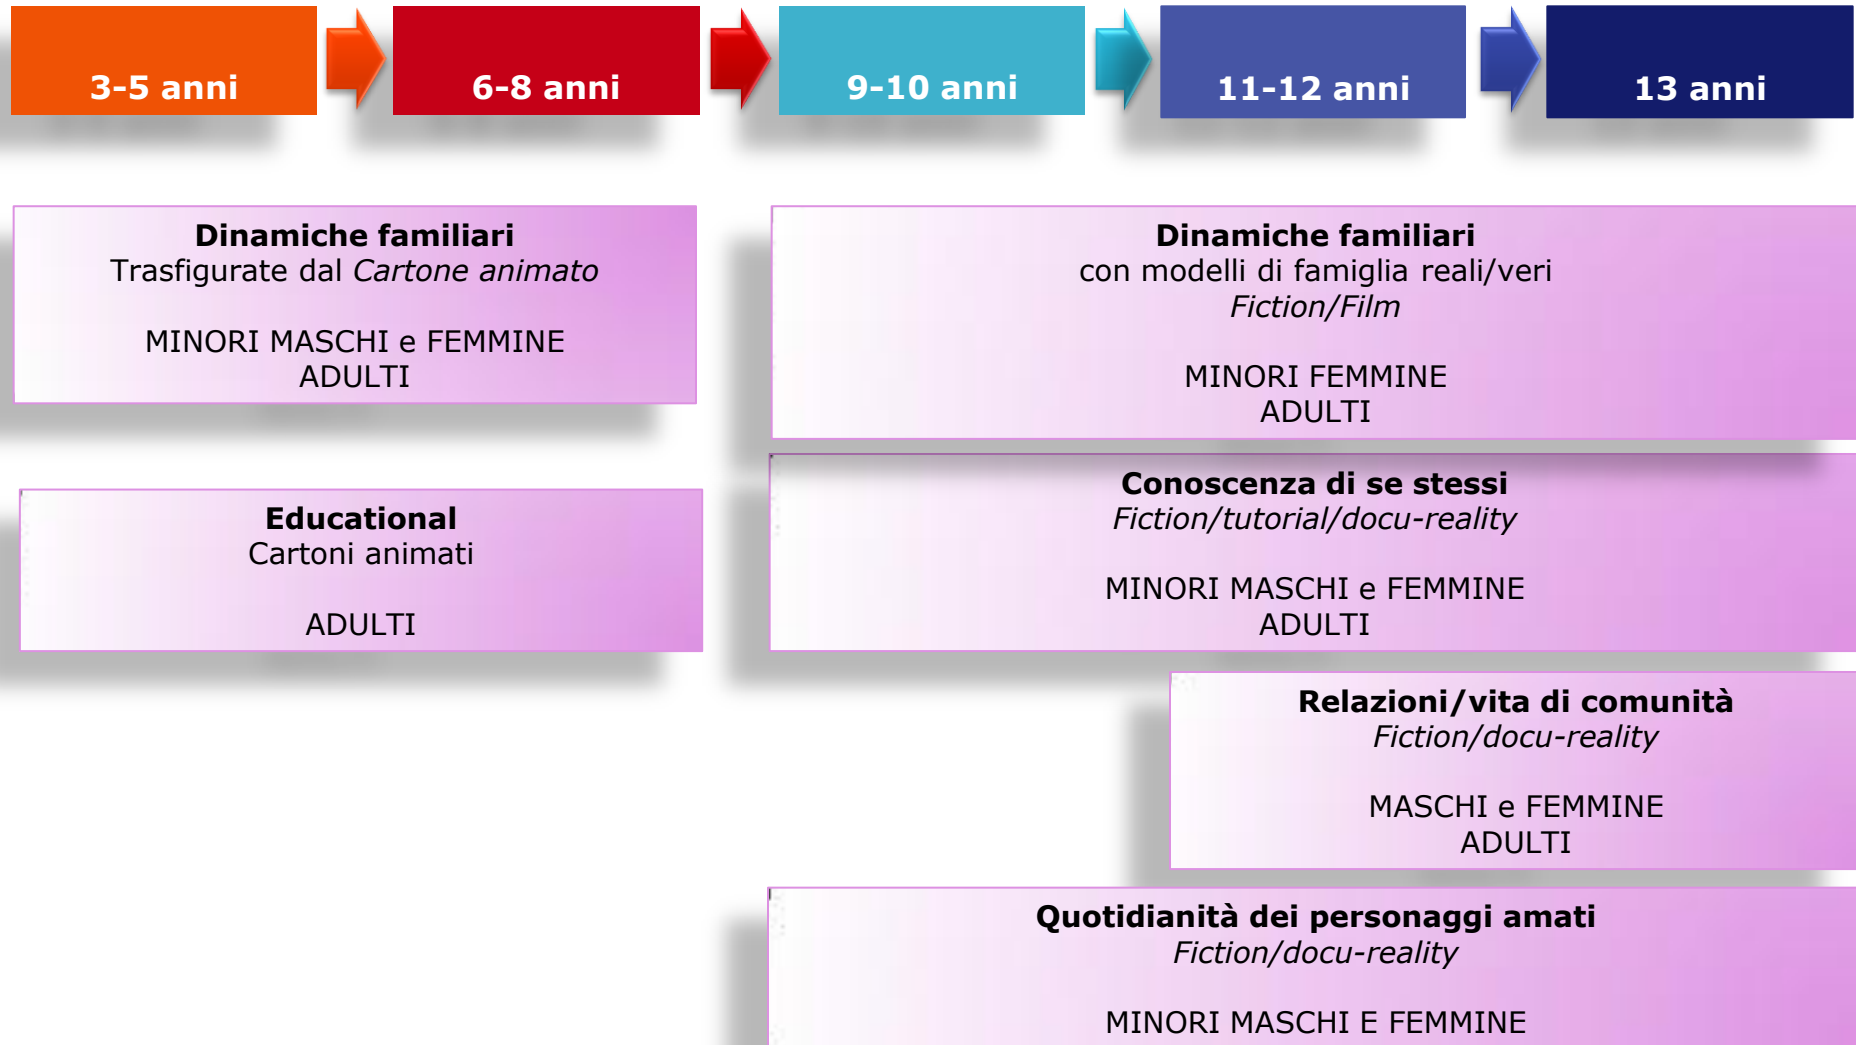 3-5 anni
6-8 anni
9-10 anni
11-12 anni
13 anni
Dinamiche familiari
Trasfigurate dal Cartone animato
MINORI MASCHI e FEMMINE
ADULTI
Educational
Cartoni animati
ADULTI
Dinamiche familiari
con modelli di famiglia reali/veri
Fiction/Film
MINORI FEMMINE
ADULTI
Conoscenza di se stessi
Fiction/tutorial/docu-reality
MINORI MASCHI e FEMMINE
ADULTI
Relazioni/vita di comunità
Fiction/docu-reality
MASCHI e FEMMINE
ADULTI
Quotidianità dei personaggi amati
Fiction/docu-reality
MINORI MASCHI E FEMMINE